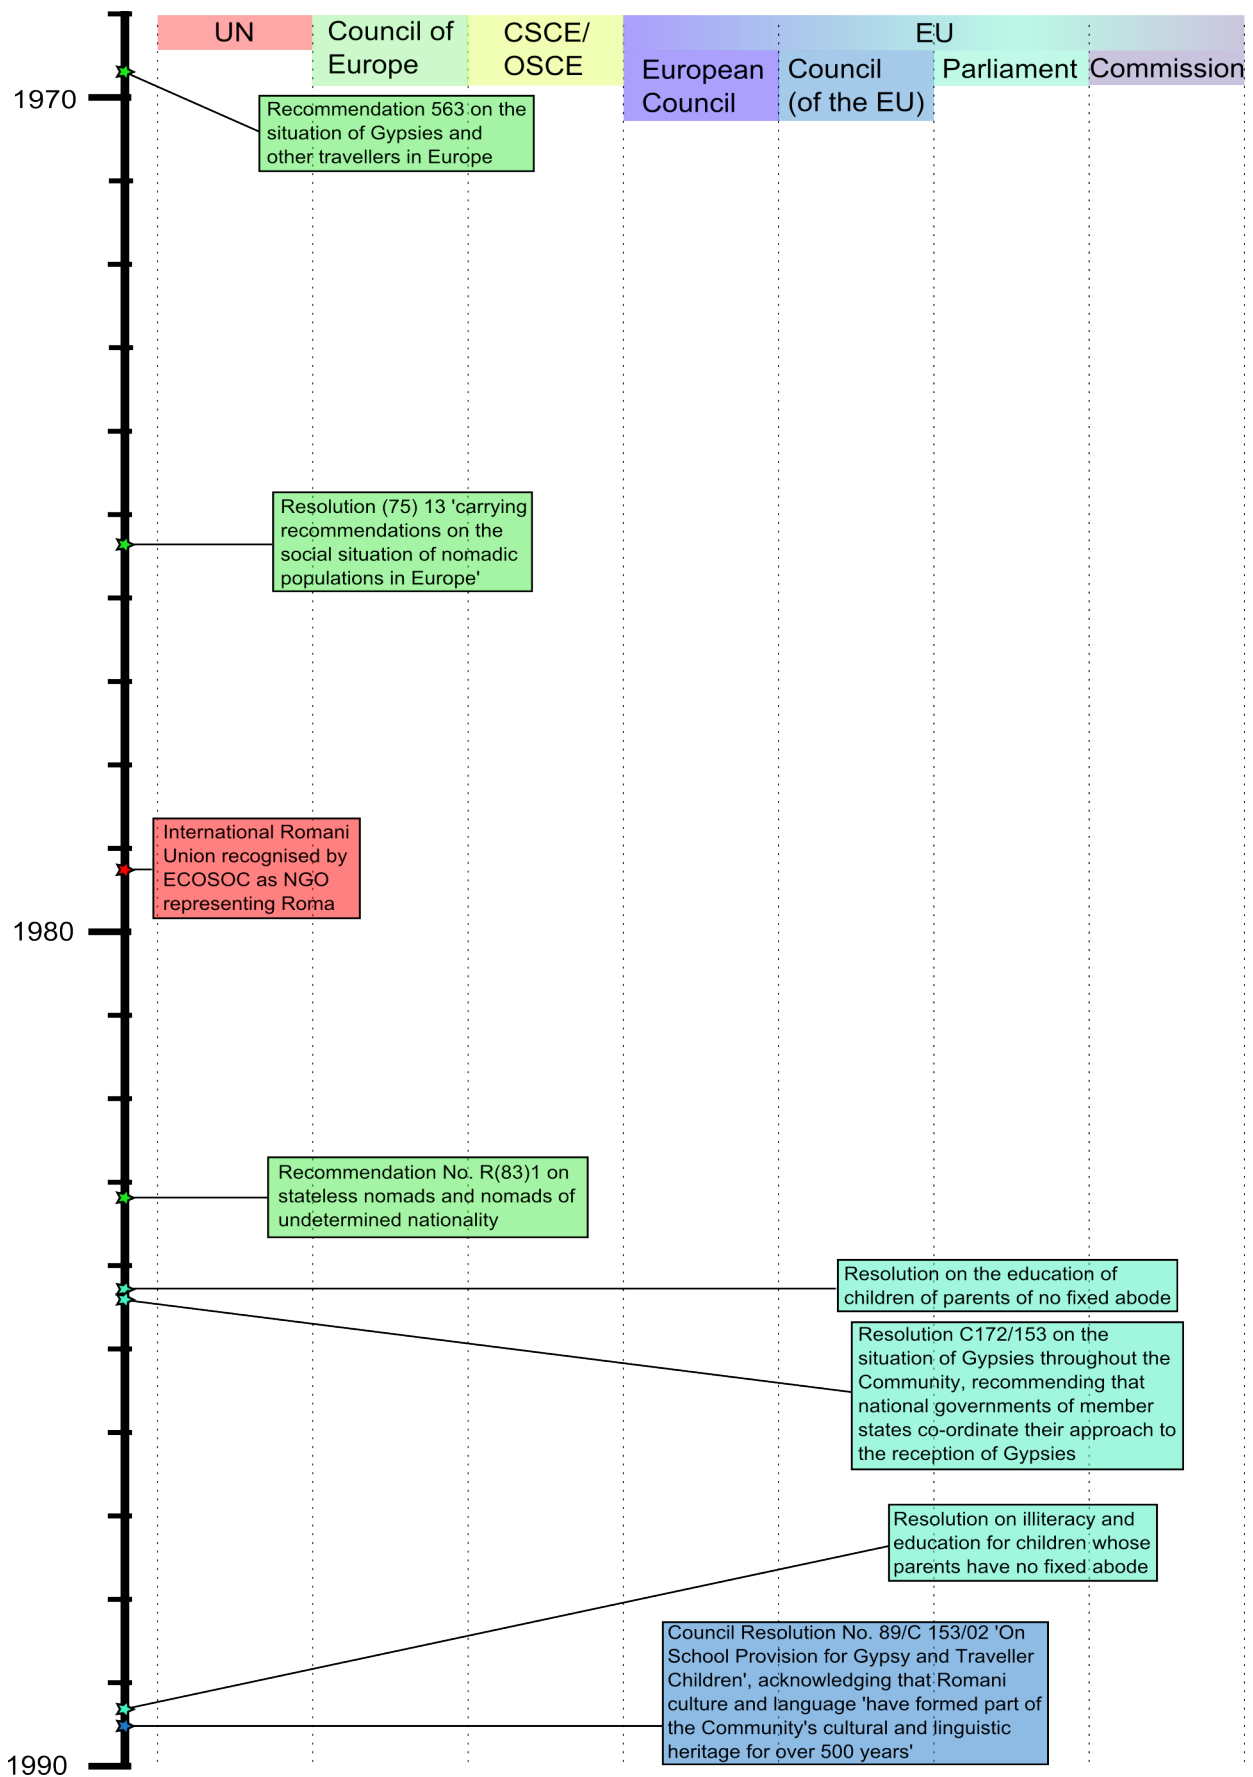 UN
Council of
Europe
CSCE/
OSCE
EU
European
Council
Council
(of the EU)
Parliament
Commission
1970
Recommendation 563 on the
situation of Gypsies and
other travellers in Europe
Resolution (75) 13 'carrying
recommendations on the
social situation of nomadic
populations in Europe'
International Romani
Union recognised by
ECOSOC as NGO
representing Roma
1980
Recommendation No. R(83)1 on
stateless nomads and nomads of
undetermined nationality
Resolution on the education of
children of parents of no fixed abode
Resolution C172/153 on the
situation of Gypsies throughout the
Community, recommending that
national governments of member
states co-ordinate their approach to
the reception of Gypsies
Resolution on illiteracy and
education for children whose
parents have no fixed abode
Council Resolution No. 89/C 153/02 'On
School Provision for Gypsy and Traveller
Children', acknowledging that Romani
culture and language 'have formed part of
the Community's cultural and linguistic
heritage for over 500 years'
1990